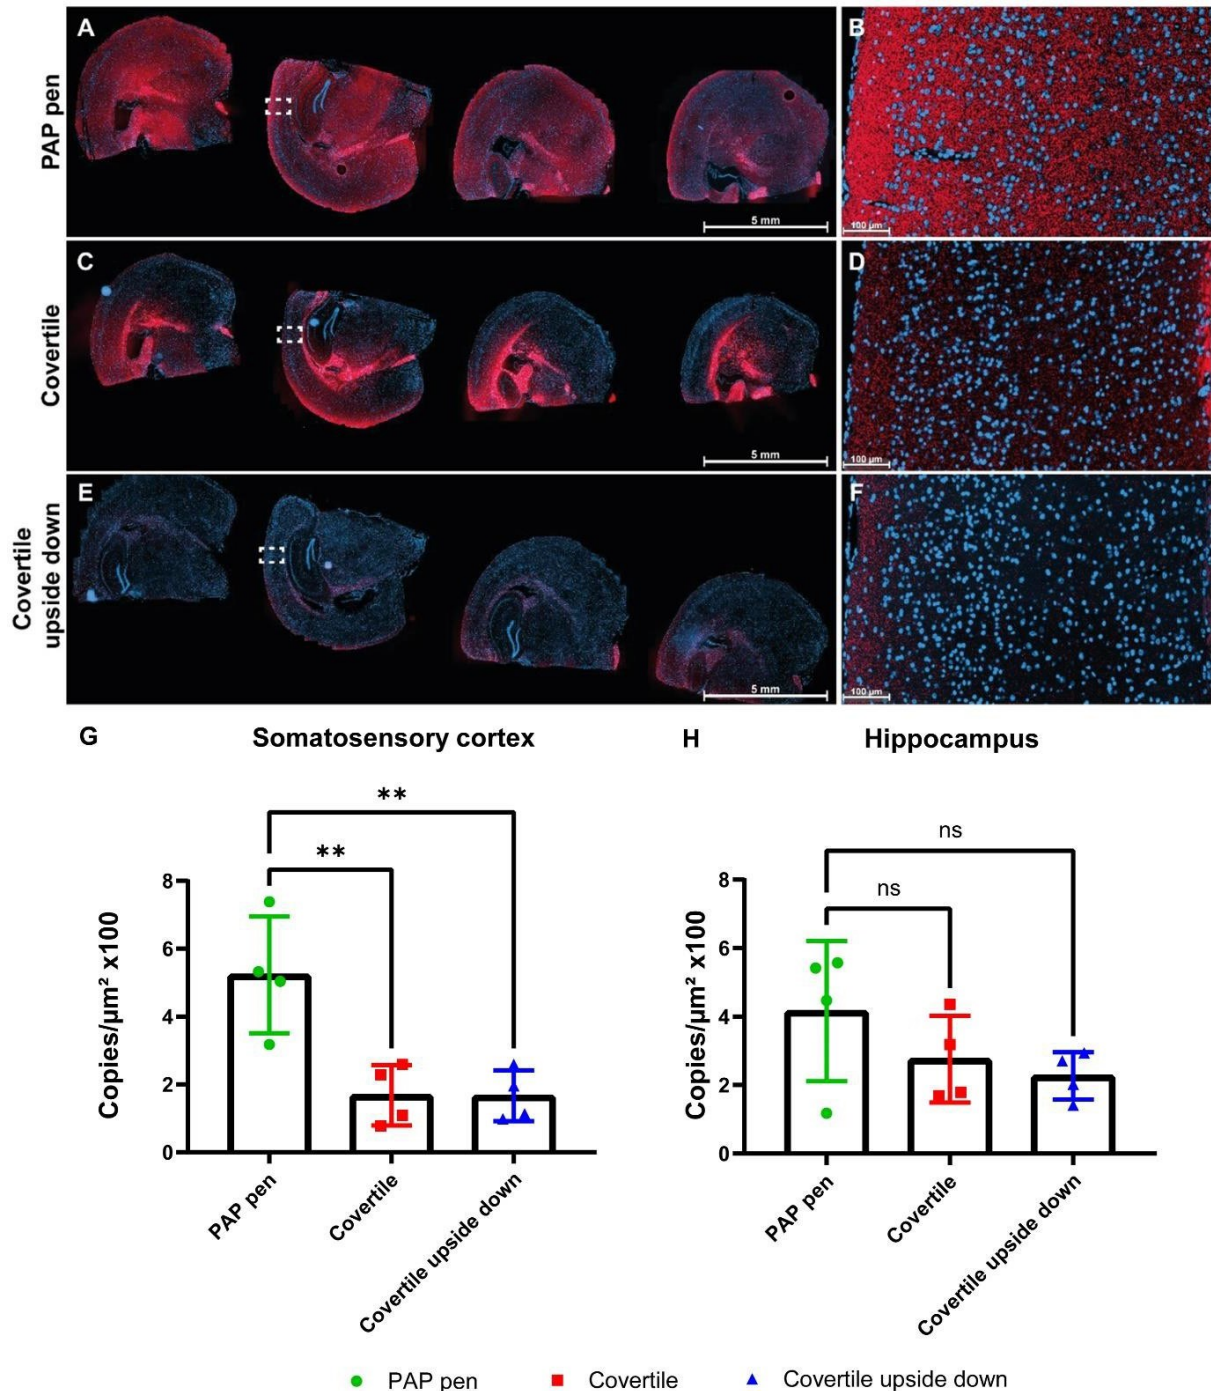 A
B
PAP pen
5 mm
100 µm
C
D
Covertile
5 mm
100 µm
E
F
Covertile
upside down
5 mm
100 µm
G
Somatosensory cortex
H
Hippocampus
**
**
ns
ns
Copies/µm² x100
8
6
4
2
0
PAP pen
Covertile
Covertile upside down
Copies/µm² x100
8
6
4
2
0
PAP pen
Covertile
Covertile upside down
PAP pen
Covertile
Covertile upside down